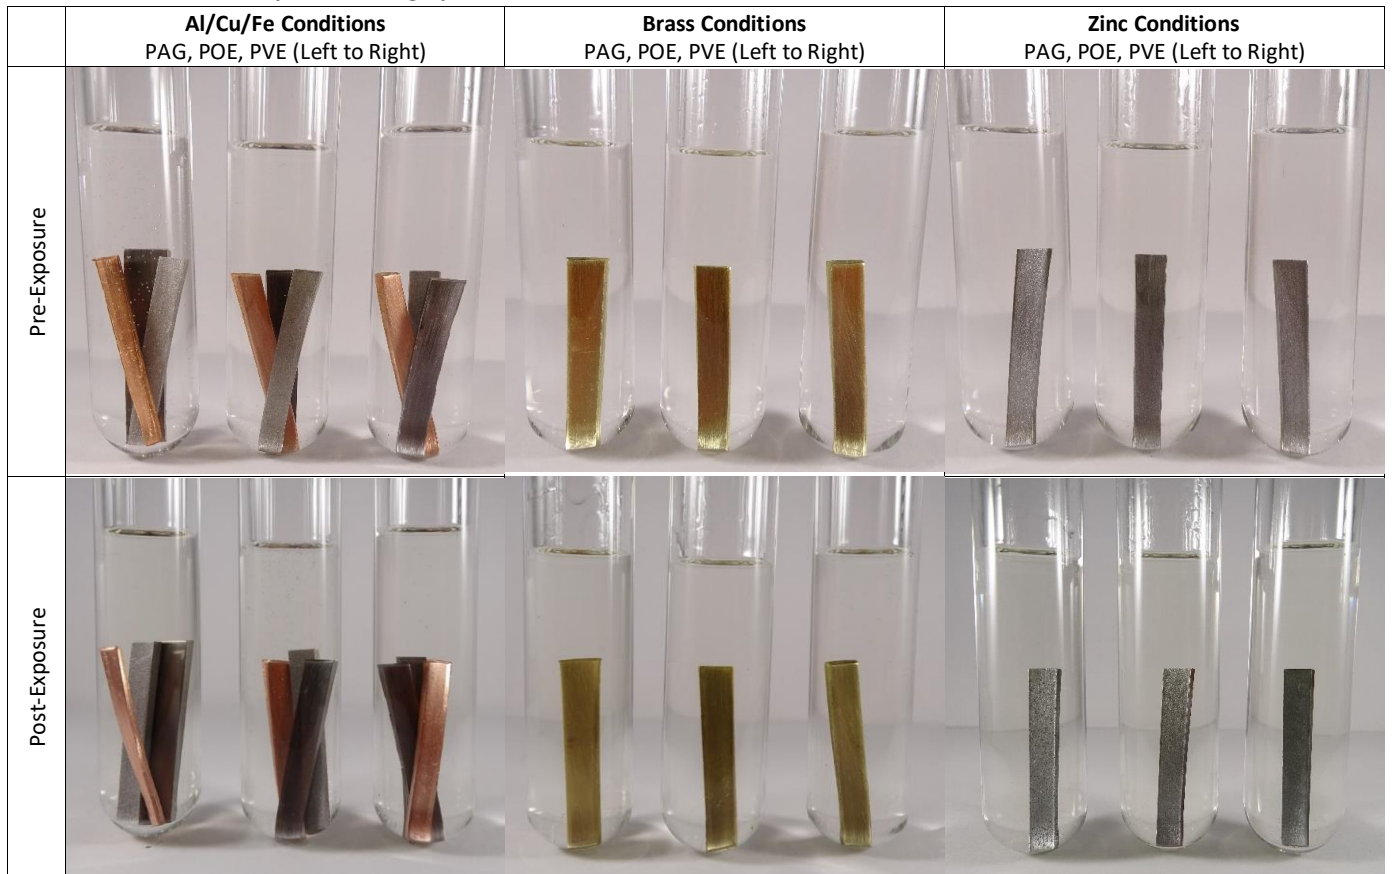 Al/Cu/Fe Conditions
PAG, POE, PVE (Left to Right)
Brass Conditions
PAG, POE, PVE (Left to Right)
Zinc Conditions
PAG, POE, PVE (Left to Right)
Pre-Exposure
Post-Exposure